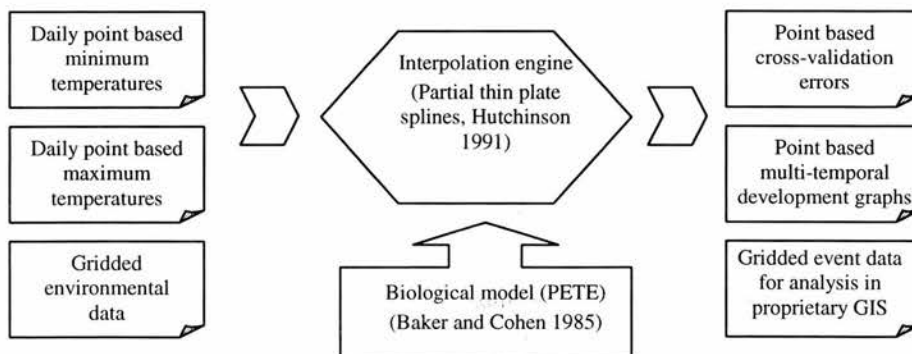 Daily point based
minimum
temperatures
Daily point based
maximum
temperatures
Gridded
environmental
data
Interpolation engine
(Partial thin plate
splines, Hutchinson
1991)
Biological model (PETE)
(Baker and Cohen 1985)
Point based
cross-validation
errors
Point based
multi-temporal
development graphs
Gridded event data
for analysis in
proprietary GIS